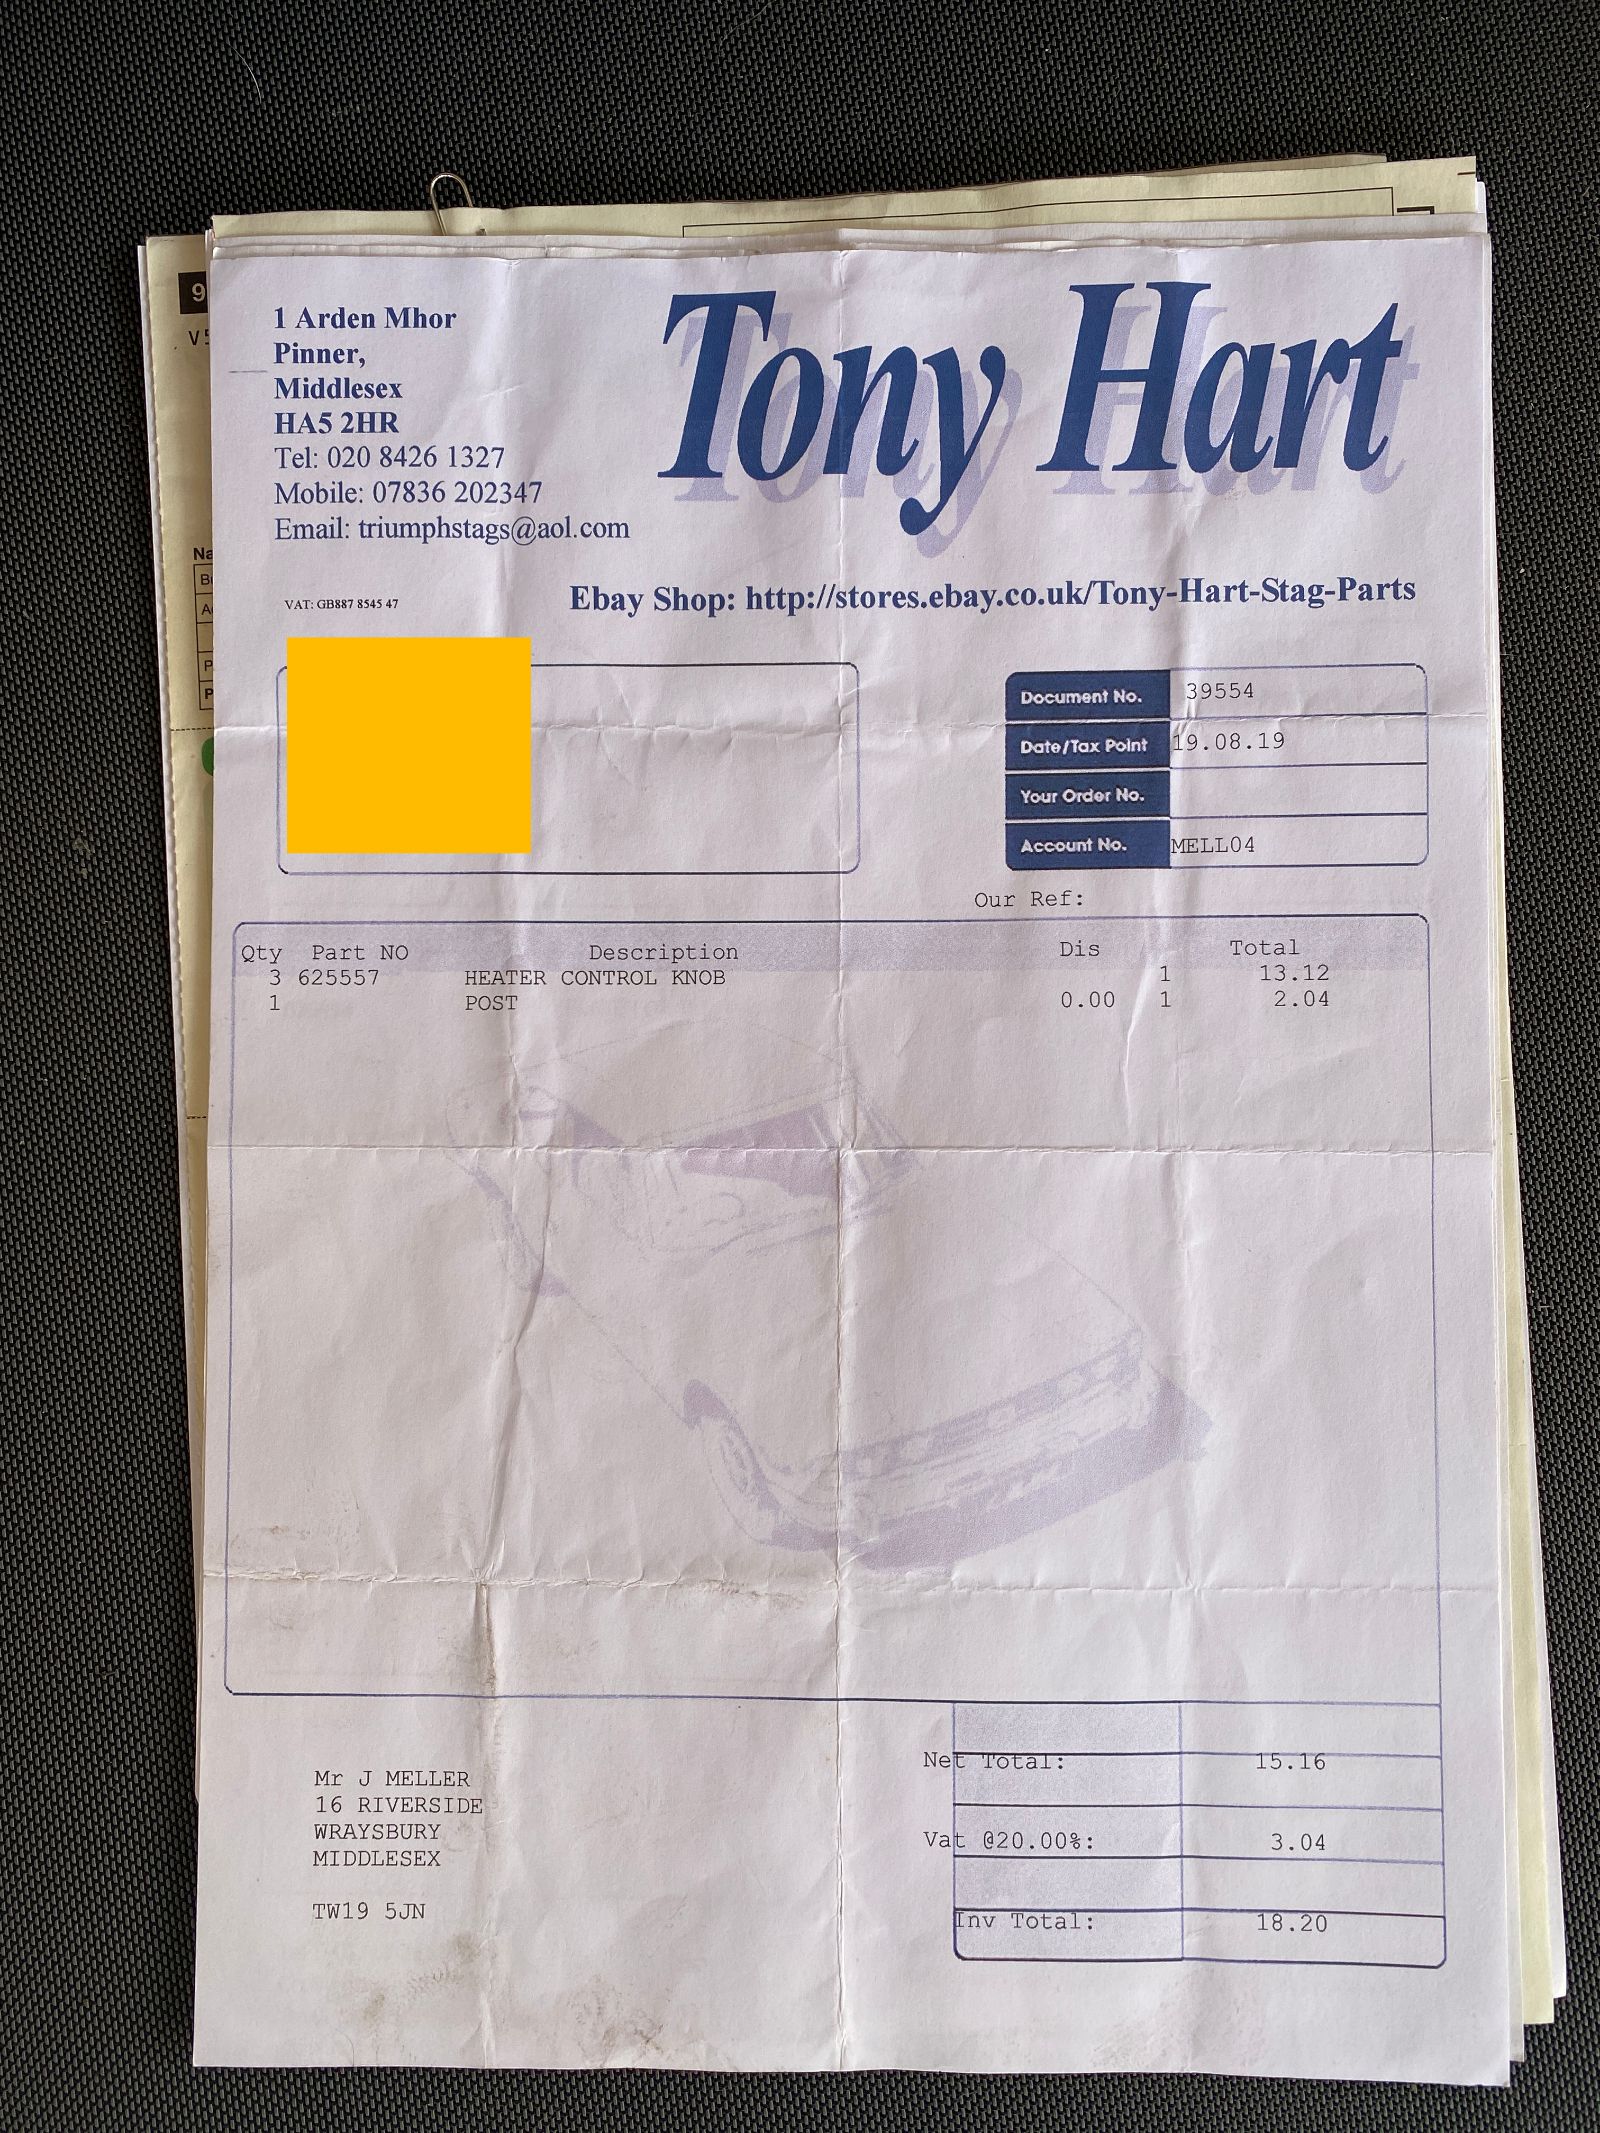 1 Arden Mhor
Pinner,
Middlesex
HA5 2HR
Tel: 020 8426 1327
Mobile: 07836 202347
Email: triumphstags@aol.com
Tony Hart
VAT: GB887 8545 47
Ebay Shop: http://stores.ebay.co.uk/Tony-Hart-Stag-Parts
Document No. 39554
Date/Tax Point 19.08.19
Your Order No.
Account No. MELL04
Our Ref:
Qty Part NO Description Dis Total
3 625557 HEATER CONTROL KNOB 1 13.12
1 POST 0.00 1 2.04
Net Total: 15.16
Vat @20.00%: 3.04
Inv Total: 18.20
Mr J MELLER
16 RIVERSIDE
WRAYSBURY
MIDDLESEX
TW19 5JN
9